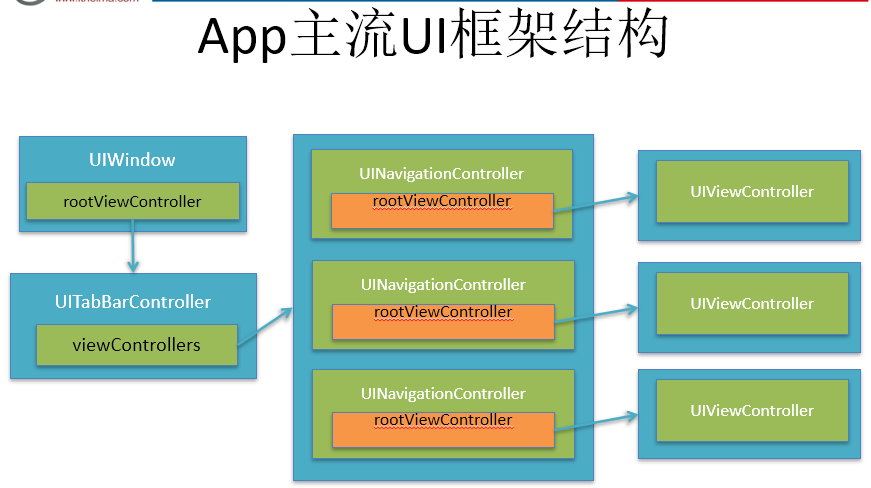 App主流UI框架结构
UIWindow
rootViewController
UITabBarController
viewControllers
UINavigationController
rootViewController
UINavigationController
rootViewController
UINavigationController
rootViewController
UIViewController
UIViewController
UIViewController